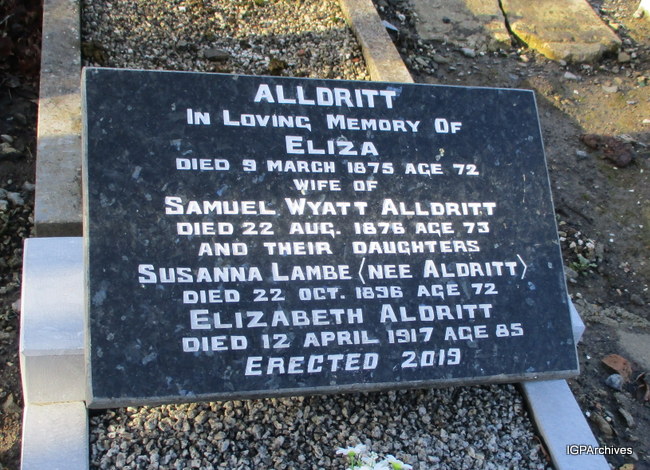 ALLDRITT
IN LOVING MEMORY OF
ELIZA
DIED 9 MARCH 1875 AGE 72
WIFE OF
SAMUEL WYATT ALLDRITT
DIED 22 AUG. 1876 AGE 73
AND THEIR DAUGHTERS
SUSANNA LAMBE (NEE ALDRITT)
DIED 22 OCT. 1896 AGE 72
ELIZABETH ALDRITT
DIED 12 APRIL 1917 AGE 85
ERECTED 2019
IGPArchives